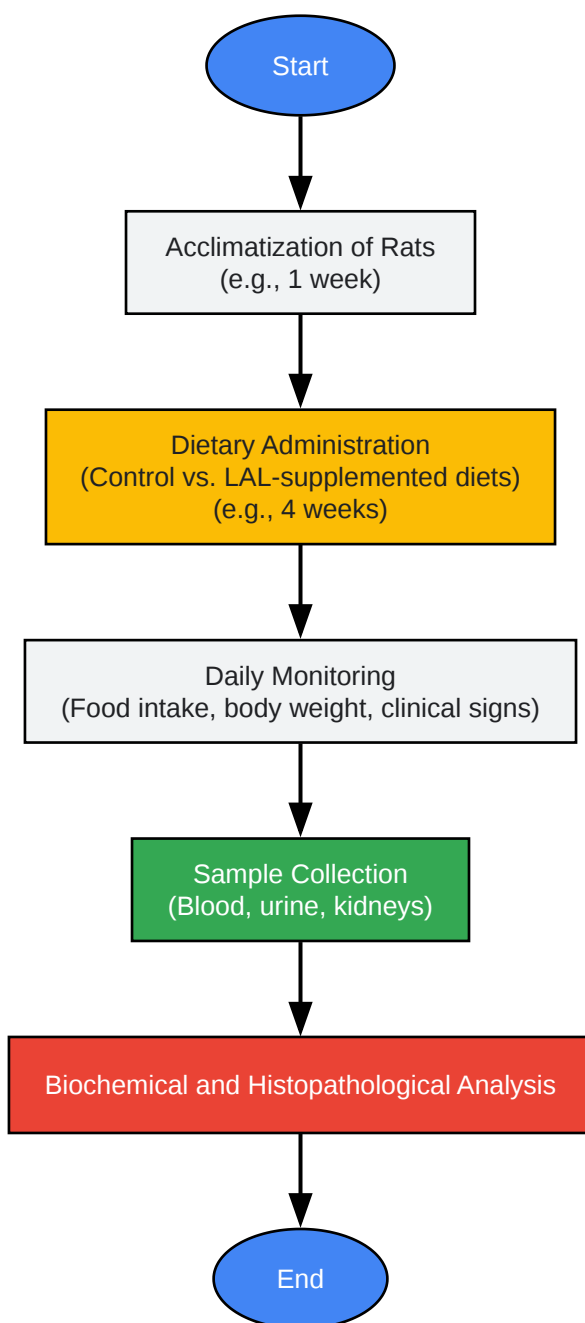 Start
Acclimatization of Rats
(e.g., 1 week)
Dietary Administration
(Control vs. LAL-supplemented diets)
(e.g., 4 weeks)
Daily Monitoring
(Food intake, body weight, clinical signs)
Sample Collection
(Blood, urine, kidneys)
Biochemical and Histopathological Analysis
End